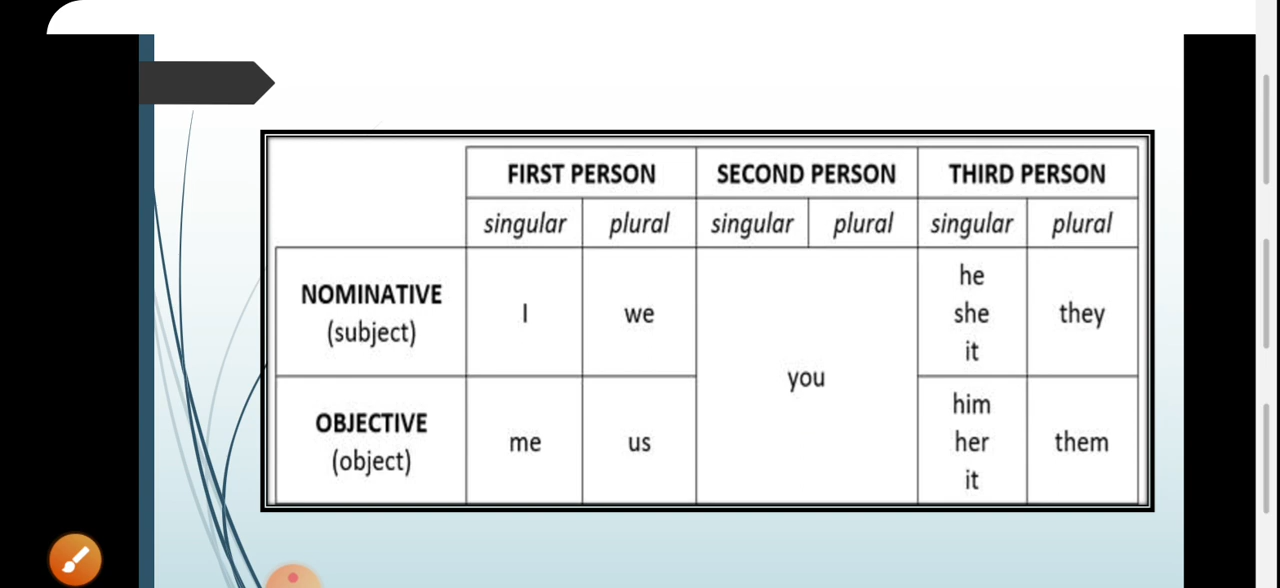 FIRST PERSON SECOND PERSON THIRD PERSON
singular plural singular plural singular plural
NOMINATIVE
(subject)
I
we
you
he
she
it
they
OBJECTIVE
(object)
me
us
him
her
it
them